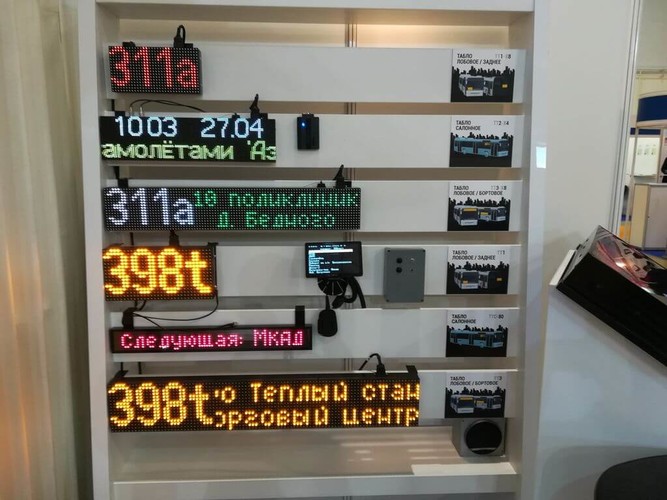 311а
ТАБЛО
ЛОБОВОЕ / ЗАДНЕЕ
1003 27.04
амолётами 'Аз
ТАБЛО
САЛОННОЕ
311а
10 поликлиник
Д. Бедного
ТАБЛО
ЛОБОВОЕ / БОРТОВОЕ
398t
ТАБЛО
ЛОБОВОЕ / ЗАДНЕЕ
Следующая: МКАД
ТАБЛО
САЛОННОЕ
398t
о Теплый стан
орговый центр
ТАБЛО
ЛОБОВОЕ / БОРТОВОЕ